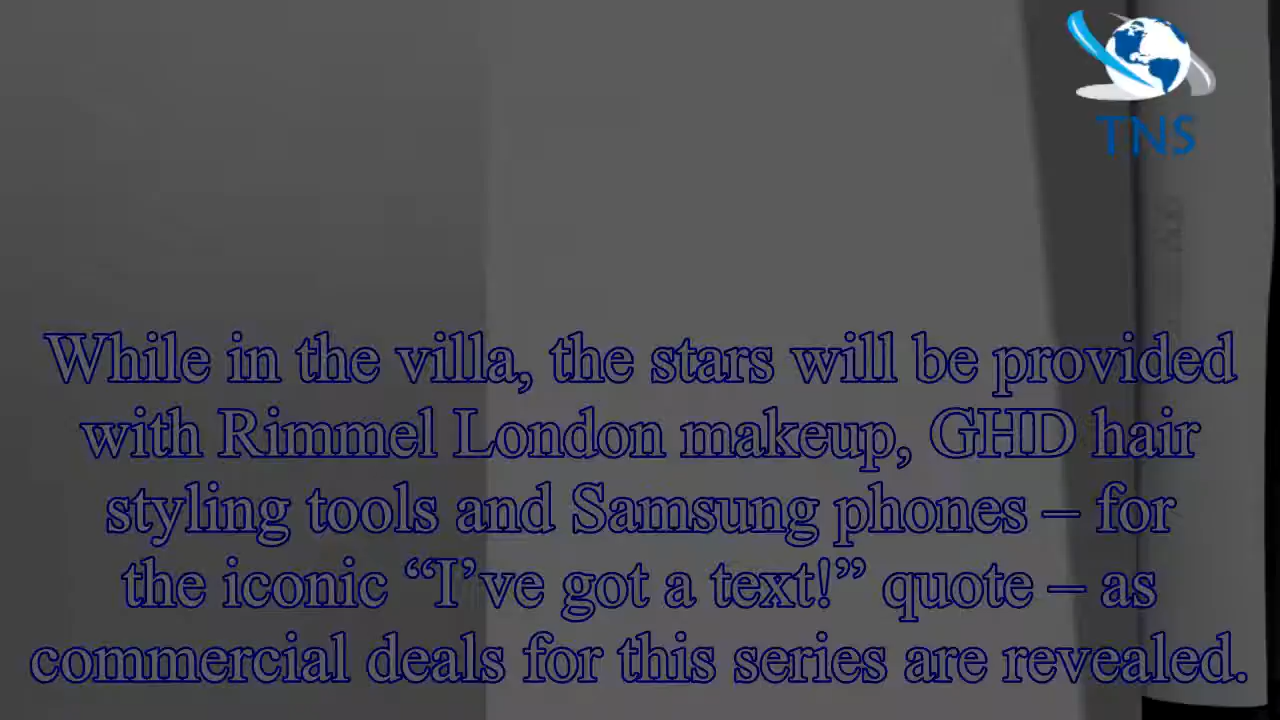 TNS
While in the villa, the stars will be provided
with Rimmel London makeup, GHD hair
styling tools and Samsung phones – for
the iconic “I’ve got a text!” quote – as
commercial deals for this series are revealed.